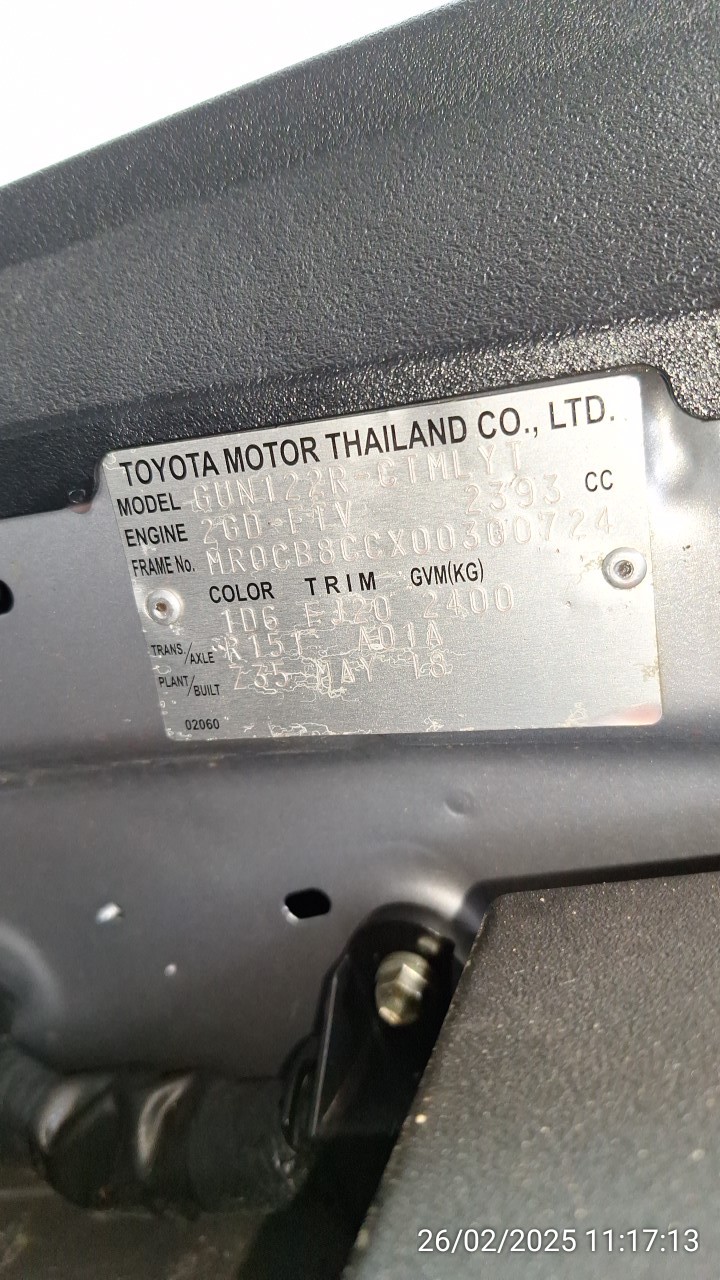 TOYOTA MOTOR THAILAND CO., LTD.
MODEL GUN122R-CTMLYT
ENGINE 2GD-FTV 2393 CC
FRAME No. MR0CB8CCX00300724
COLOR TRIM GVM(KG)
1D6 FJ20 2400
TRANS./AXLE R151 A01A
PLANT/BUILT Z35 MAY 18
02060
26/02/2025 11:17:13